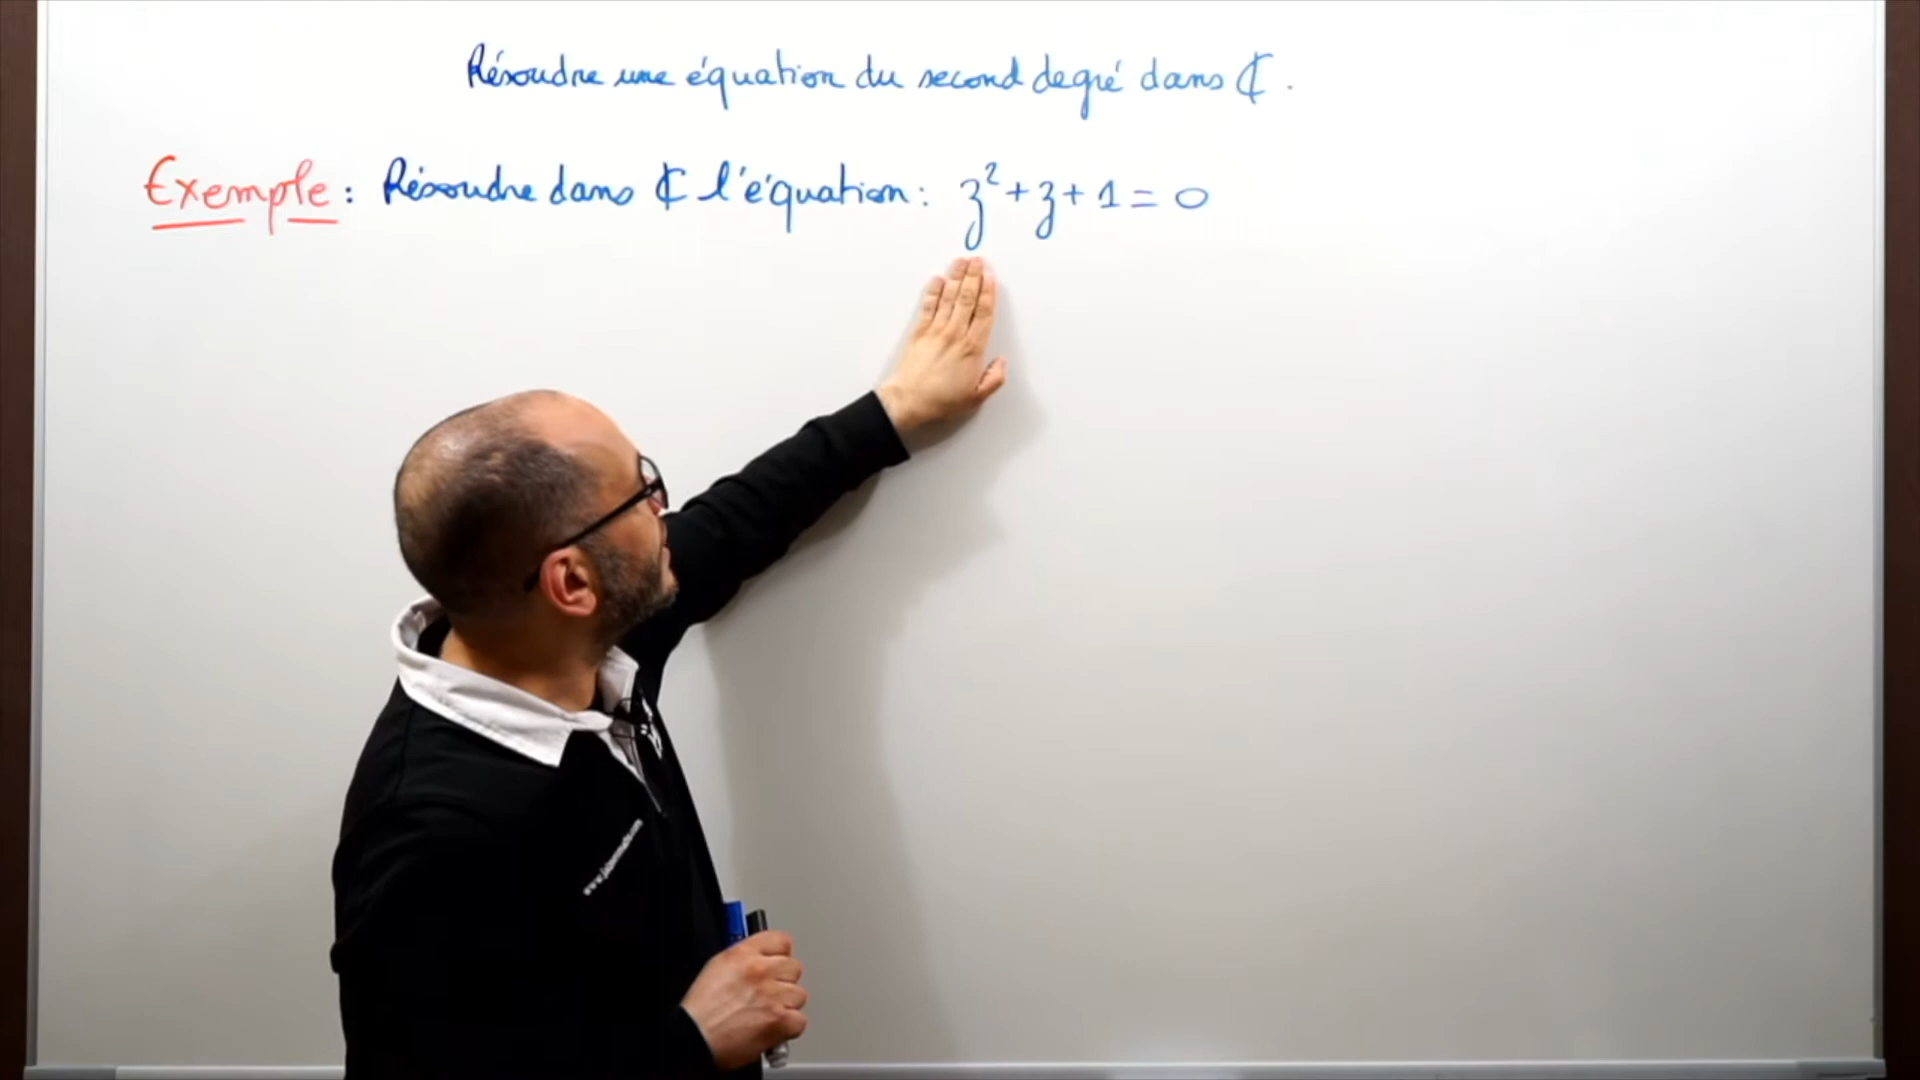 Résoudre une équation du second degré dans ℂ.
Exemple : Résoudre dans ℂ l'équation : z² + z + 1 = 0